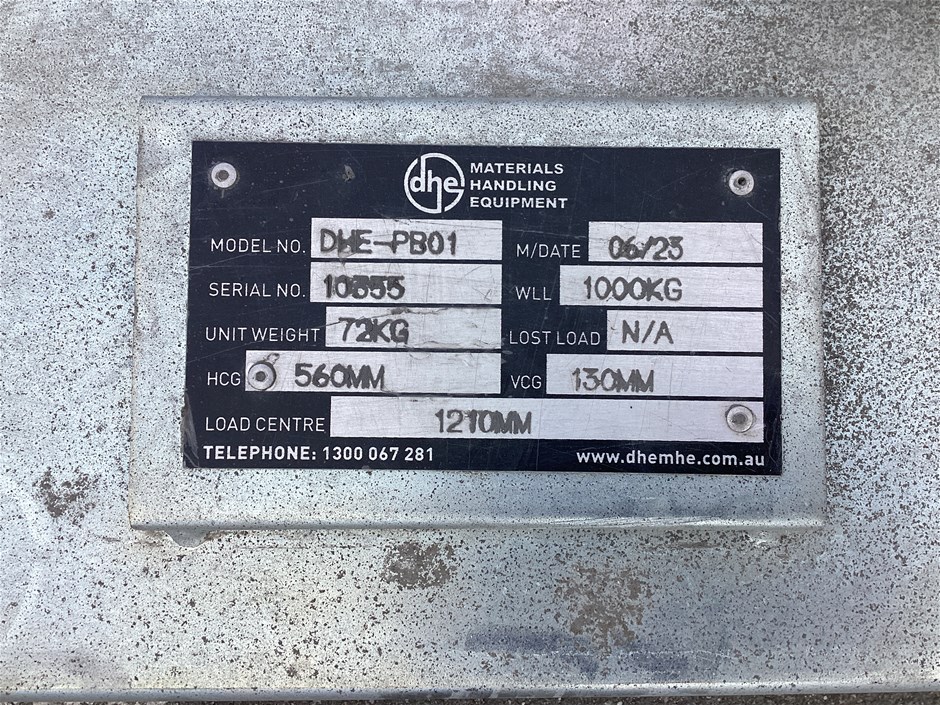 dhe MATERIALS
HANDLING
EQUIPMENT
MODEL NO. DHE-PB01 M/DATE 06/23
SERIAL NO. 10355 WLL 1000KG
UNIT WEIGHT 72KG LOST LOAD N/A
HCG 560MM VCG 130MM
LOAD CENTRE 1210MM
TELEPHONE: 1300 067 281 www.dhemhe.com.au